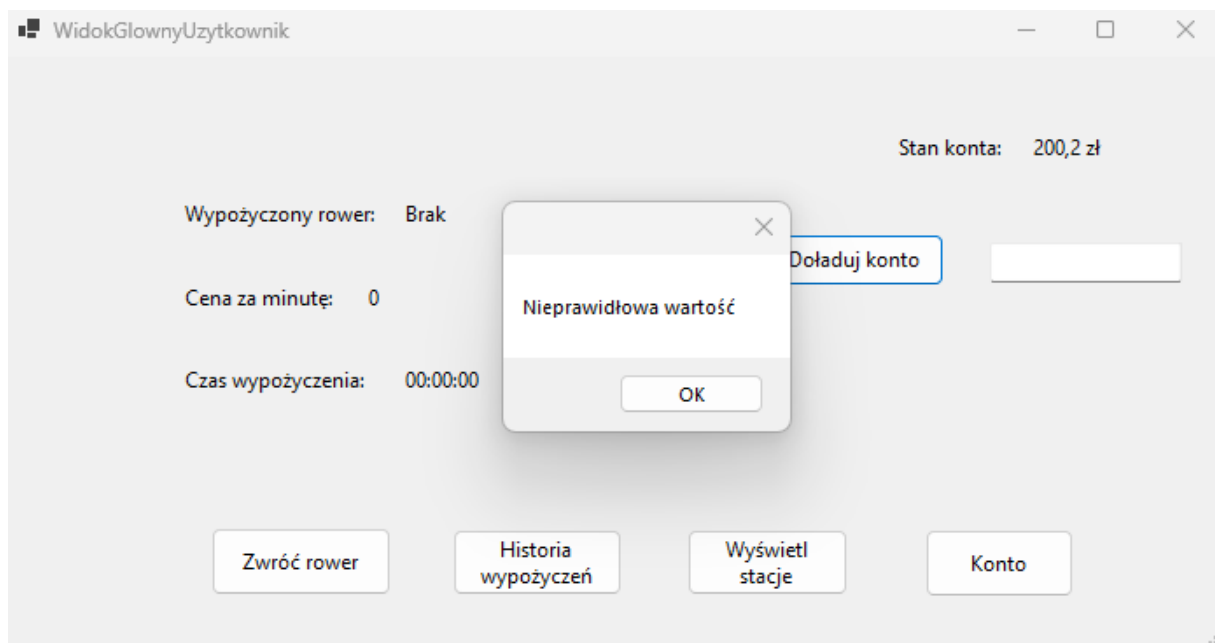 WidokGlownyUzytkownik
Stan konta: 200,2 zł
Wypożyczony rower: Brak
Doładuj konto
Cena za minutę: 0
Nieprawidłowa wartość
Czas wypożyczenia: 00:00:00
OK
Zwróć rower
Historia
wypożyczeń
Wyświetl
stacje
Konto